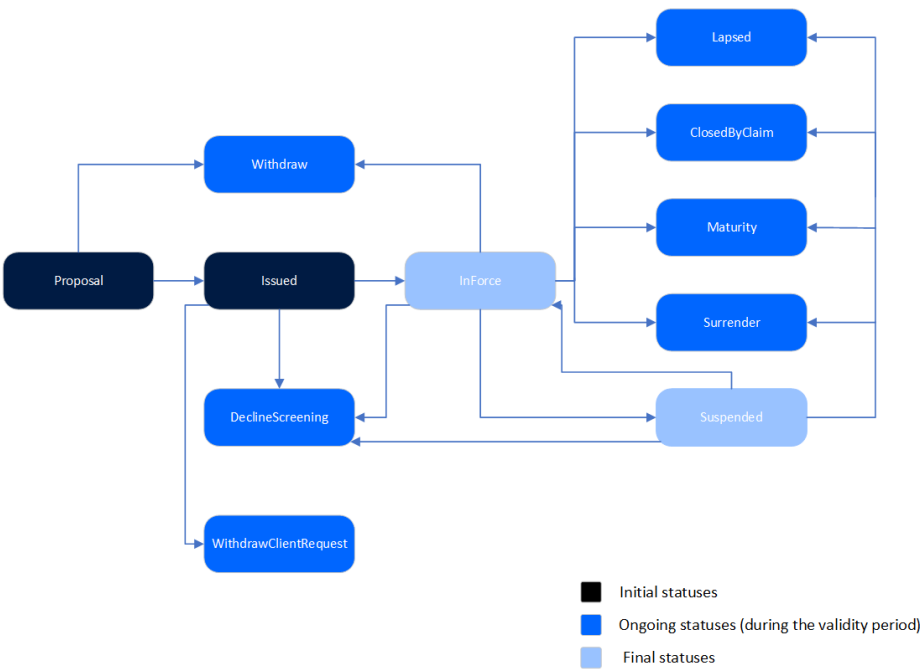 Lapsed
ClosedByClaim
Withdraw
Maturity
Proposal
Issued
InForce
Surrender
DeclineScreening
Suspended
WithdrawClientRequest
Initial statuses
Ongoing statuses (during the validity period)
Final statuses